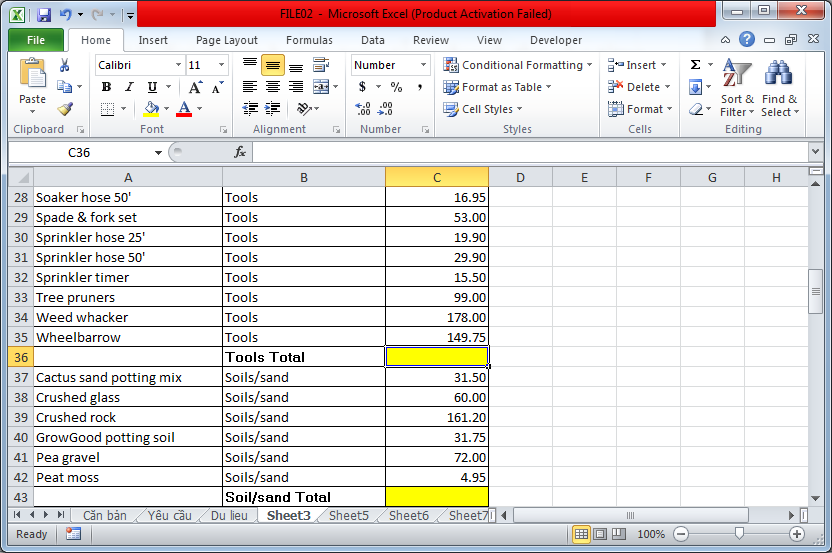 FILE02 - Microsoft Excel (Product Activation Failed)
File Home Insert Page Layout Formulas Data Review View Developer
Paste
Calibri 11
B I U A A
A
Number
$ % ,
.00 .0
Conditional Formatting
Format as Table
Cell Styles
Insert
Delete
Format
Σ
Sort & Filter
Find & Select
Clipboard Font Alignment Number Styles Cells Editing
C36 fx
A B C D E F G H
28 Soaker hose 50' Tools 16.95
29 Spade & fork set Tools 53.00
30 Sprinkler hose 25' Tools 19.90
31 Sprinkler hose 50' Tools 29.90
32 Sprinkler timer Tools 15.50
33 Tree pruners Tools 99.00
34 Weed whacker Tools 178.00
35 Wheelbarrow Tools 149.75
36 Tools Total
37 Cactus sand potting mix Soils/sand 31.50
38 Crushed glass Soils/sand 60.00
39 Crushed rock Soils/sand 161.20
40 GrowGood potting soil Soils/sand 31.75
41 Pea gravel Soils/sand 72.00
42 Peat moss Soils/sand 4.95
43 Soil/sand Total
Căn bản Yêu cầu Du lieu Sheet3 Sheet5 Sheet6 Sheet7
Ready 100%